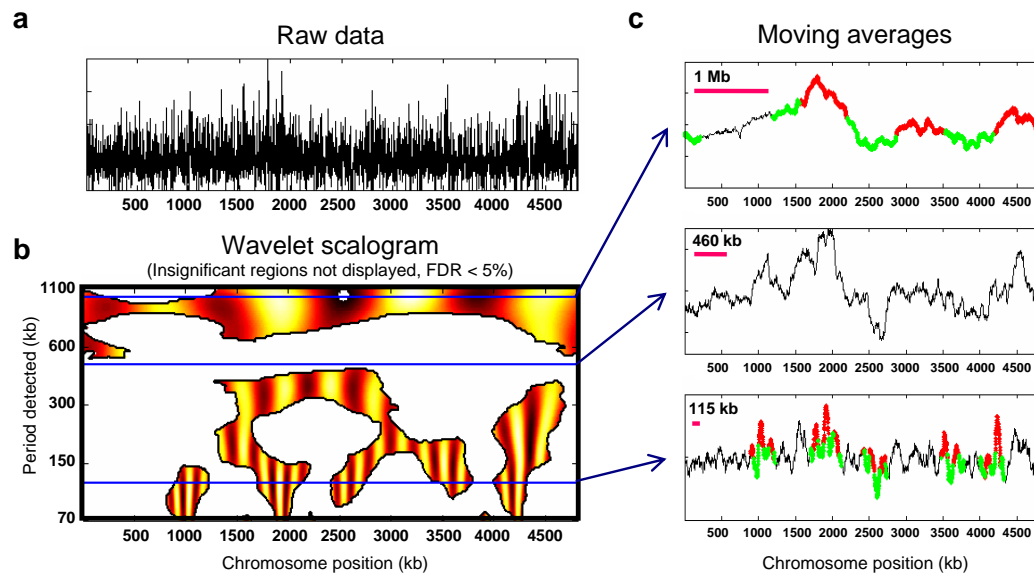 a
Raw data
500 1000 1500 2000 2500 3000 3500 4000 4500
b
Wavelet scalogram
(Insignificant regions not displayed, FDR < 5%)
Period detected (kb)
1100
600
300
150
70
500 1000 1500 2000 2500 3000 3500 4000 4500
Chromosome position (kb)
c
Moving averages
1 Mb
500 1000 1500 2000 2500 3000 3500 4000 4500
460 kb
500 1000 1500 2000 2500 3000 3500 4000 4500
115 kb
500 1000 1500 2000 2500 3000 3500 4000 4500
Chromosome position (kb)